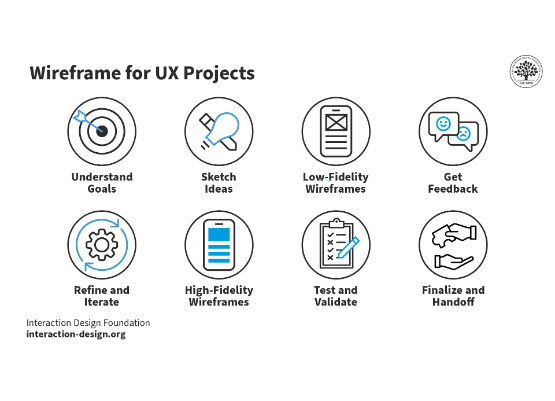 Wireframe for UX Projects
Understand
Goals
Sketch
Ideas
Low-Fidelity
Wireframes
Get
Feedback
Refine and
Iterate
High-Fidelity
Wireframes
Test and
Validate
Finalize and
Handoff
Interaction Design Foundation
interaction-design.org